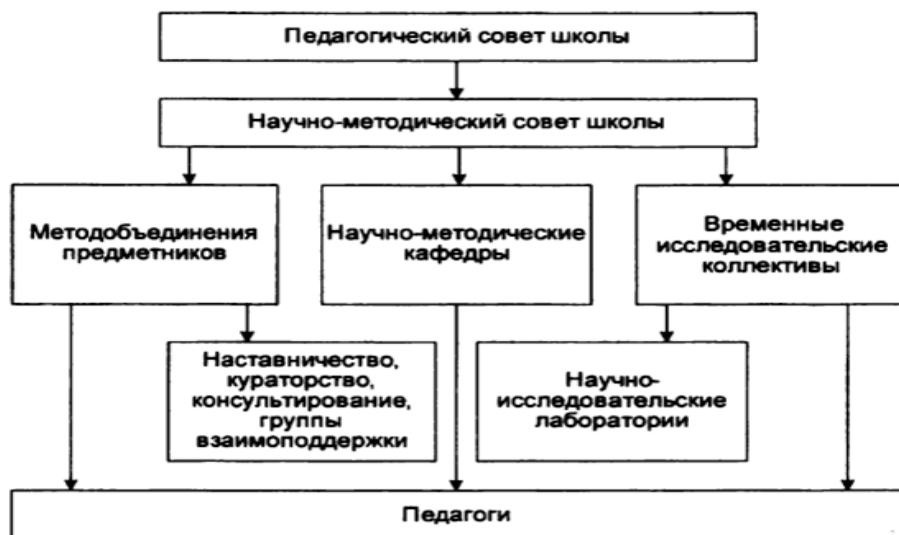 Педагогический совет школы
Научно-методический совет школы
Методобъединения
предметников
Научно-методические
кафедры
Временные
исследовательские
коллективы
Наставничество,
кураторство,
консультирование,
группы
взаимоподдержки
Научно-
исследовательские
лаборатории
Педагоги